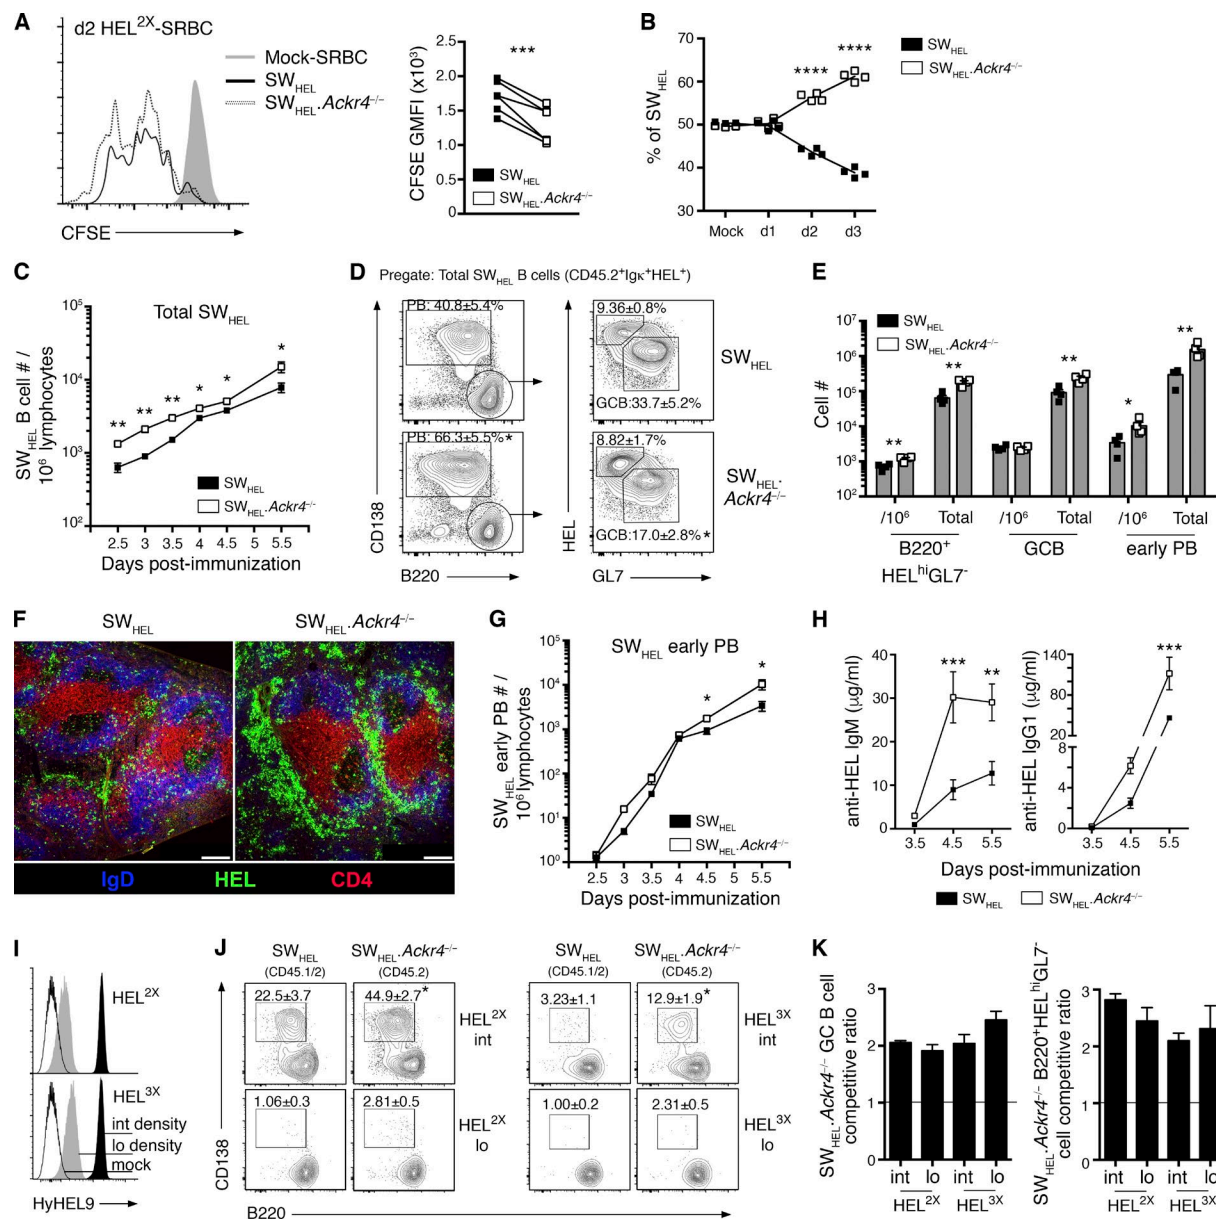 A
d2 HEL2X-SRBC
Mock-SRBC
SWHEL
SWHEL.Ackr4–/–
CFSE
CFSE GMFI (x10³)
2.5
2.0
1.5
1.0
0.5
0
***
SWHEL
SWHEL.Ackr4–/–
B
% of SWHEL
70
60
50
40
30
****
****
Mock d1 d2 d3
SWHEL
SWHEL.Ackr4–/–
C
Total SWHEL
SWHEL B cell # /
10⁶ lymphocytes
10⁵
10⁴
10³
10²
** ** ** * * *
SWHEL
SWHEL.Ackr4–/–
2.5 3 3.5 4 4.5 5 5.5
Days post-immunization
D
Pregate: Total SWHEL B cells (CD45.2+Igκ+HEL+)
PB: 40.8±5.4%
9.36±0.8%
GCB:33.7±5.2%
SWHEL
PB: 66.3±5.5%*
8.82±1.7%
GCB:17.0±2.8%*
SWHEL.
Ackr4–/–
CD138
B220
HEL
GL7
E
Cell #
10⁷
10⁶
10⁵
10⁴
10³
10²
SWHEL
SWHEL.Ackr4–/–
** ** ** * **
/10⁶ Total /10⁶ Total /10⁶ Total
B220+
HELhiGL7-
GCB
early PB
F
SWHEL
SWHEL.Ackr4–/–
IgD HEL CD4
G
SWHEL early PB
SWHEL early PB # /
10⁶ lymphocytes
10⁵
10⁴
10³
10²
10¹
10⁰
* *
SWHEL
SWHEL.Ackr4–/–
2.5 3 3.5 4 4.5 5 5.5
Days post-immunization
H
anti-HEL IgM (µg/ml)
40
30
20
10
0
*** **
3.5 4.5 5.5
anti-HEL IgG1 (µg/ml)
140
100
60
20
8
4
0
***
3.5 4.5 5.5
Days post-immunization
SWHEL SWHEL.Ackr4–/–
I
HEL2X
HEL3X
int density
lo density
mock
HyHEL9
J
SWHEL
(CD45.1/2)
SWHEL.Ackr4–/–
(CD45.2)
SWHEL
(CD45.1/2)
SWHEL.Ackr4–/–
(CD45.2)
22.5±3.7
44.9±2.7*
HEL2X
int
3.23±1.1
12.9±1.9*
HEL3X
int
1.06±0.3
2.81±0.5
HEL2X
lo
1.00±0.2
2.31±0.5
HEL3X
lo
CD138
B220
K
SWHEL.Ackr4–/– GC B cell
competitive ratio
3
2
1
0
int lo int lo
HEL2X HEL3X
SWHEL.Ackr4–/– B220+HELhiGL7-
cell competitive ratio
3
2
1
0
int lo int lo
HEL2X HEL3X